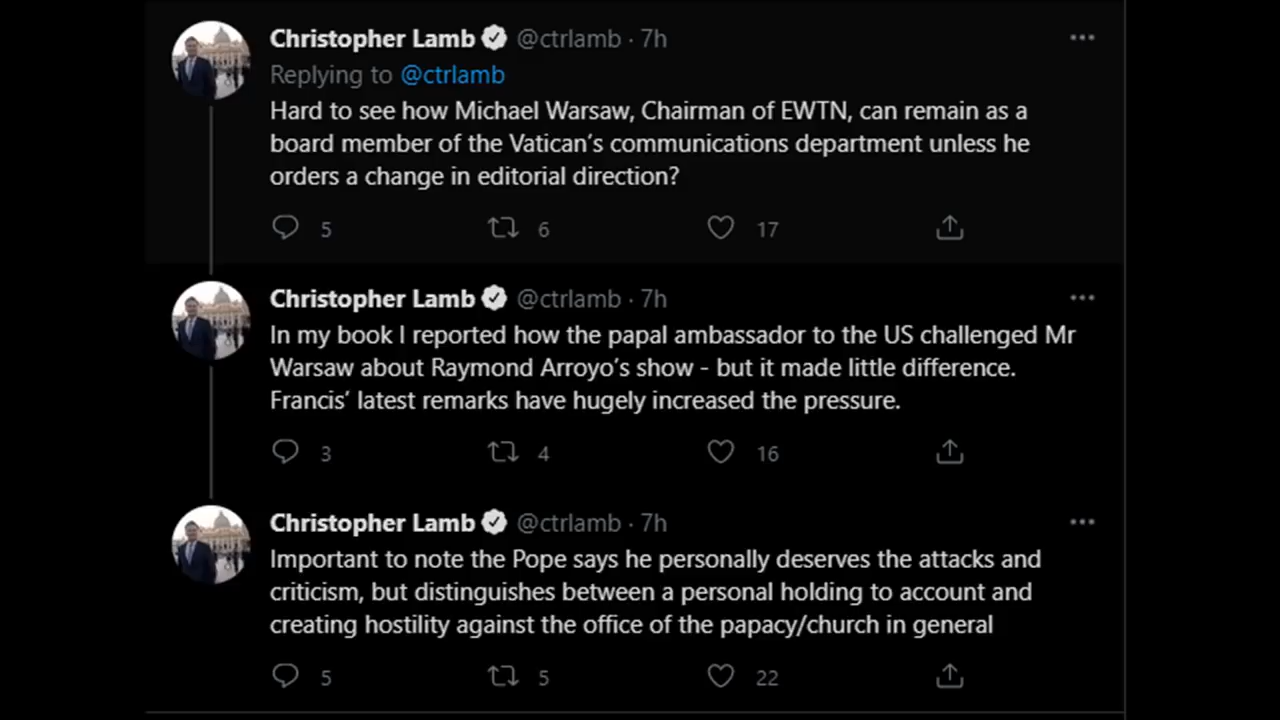 Christopher Lamb @ctrlamb · 7h
Replying to @ctrlamb
Hard to see how Michael Warsaw, Chairman of EWTN, can remain as a
board member of the Vatican's communications department unless he
orders a change in editorial direction?
5 6 17
Christopher Lamb @ctrlamb · 7h
In my book I reported how the papal ambassador to the US challenged Mr
Warsaw about Raymond Arroyo's show - but it made little difference.
Francis' latest remarks have hugely increased the pressure.
3 4 16
Christopher Lamb @ctrlamb · 7h
Important to note the Pope says he personally deserves the attacks and
criticism, but distinguishes between a personal holding to account and
creating hostility against the office of the papacy/church in general
5 5 22